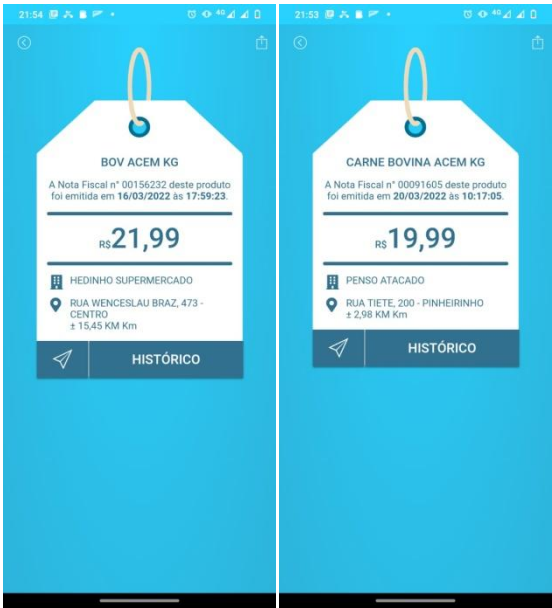 21:54
4G
BOV ACEM KG
A Nota Fiscal n° 00156232 deste produto
foi emitida em 16/03/2022 às 17:59:23.
R$21,99
HEDINHO SUPERMERCADO
RUA WENCESLAU BRAZ, 473 -
CENTRO
± 15,45 KM Km
HISTÓRICO
21:53
4G
CARNE BOVINA ACEM KG
A Nota Fiscal n° 00091605 deste produto
foi emitida em 20/03/2022 às 10:17:05.
R$19,99
PENSO ATACADO
RUA TIETE, 200 - PINHEIRINHO
± 2,98 KM Km
HISTÓRICO